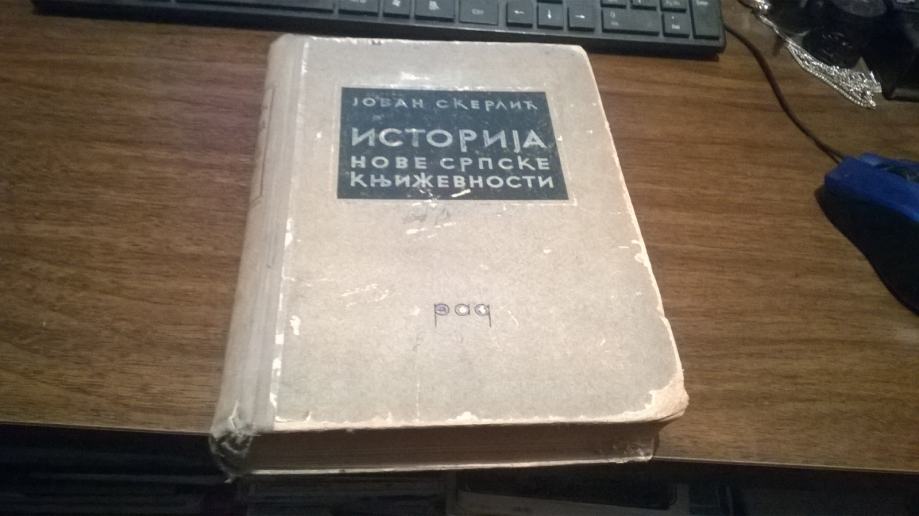 ЈОВАН СКЕРЛИЋ
ИСТОРИЈА
НОВЕ СРПСКЕ
КЊИЖЕВНОСТИ
рад